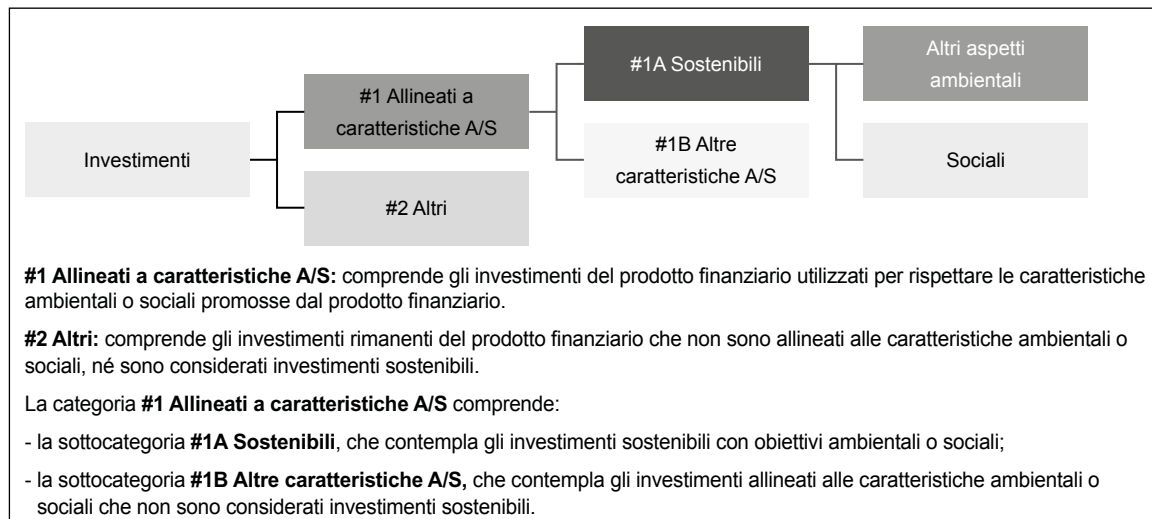 #1A Sostenibili
Altri aspetti
ambientali
#1 Allineati a
caratteristiche A/S
Investimenti
#1B Altre
caratteristiche A/S
Sociali
#2 Altri
#1 Allineati a caratteristiche A/S: comprende gli investimenti del prodotto finanziario utilizzati per rispettare le caratteristiche
ambientali o sociali promosse dal prodotto finanziario.
#2 Altri: comprende gli investimenti rimanenti del prodotto finanziario che non sono allineati alle caratteristiche ambientali o
sociali, né sono considerati investimenti sostenibili.
La categoria #1 Allineati a caratteristiche A/S comprende:
- la sottocategoria #1A Sostenibili, che contempla gli investimenti sostenibili con obiettivi ambientali o sociali;
- la sottocategoria #1B Altre caratteristiche A/S, che contempla gli investimenti allineati alle caratteristiche ambientali o
sociali che non sono considerati investimenti sostenibili.